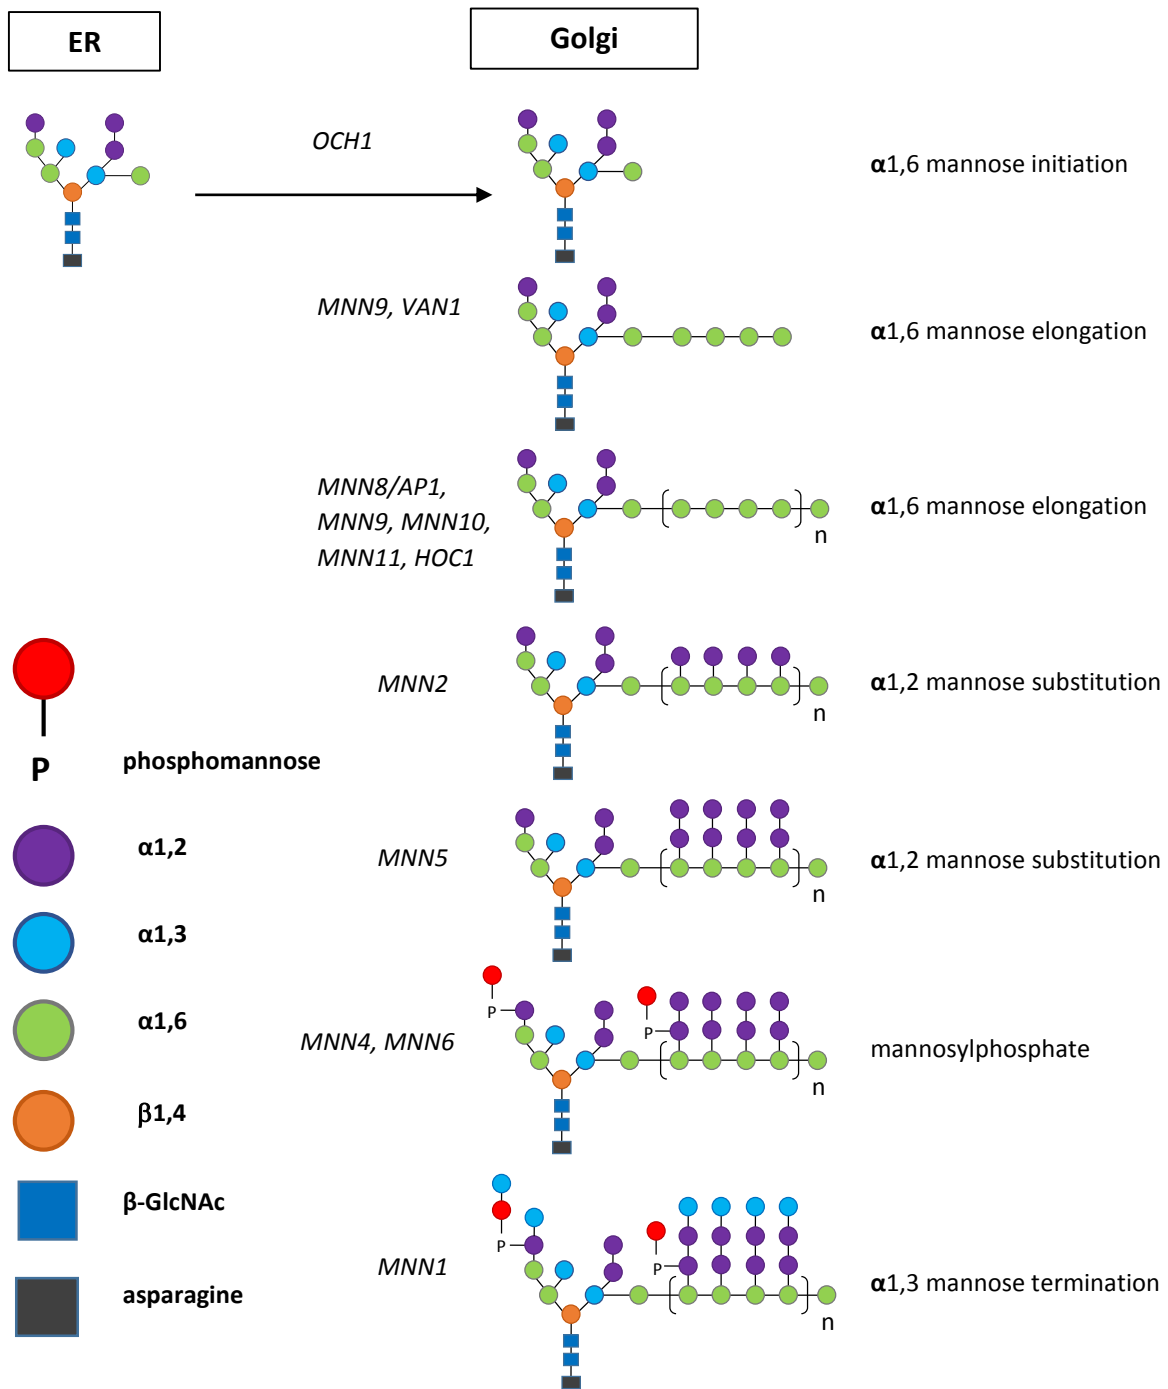 ER
Golgi
OCH1
α1,6 mannose initiation
MNN9, VAN1
α1,6 mannose elongation
MNN8/AP1,
MNN9, MNN10,
MNN11, HOC1
n
α1,6 mannose elongation
MNN2
n
α1,2 mannose substitution
P
phosphomannose
α1,2
MNN5
n
α1,2 mannose substitution
α1,3
α1,6
MNN4, MNN6
P
P
n
mannosylphosphate
β1,4
β-GlcNAc
MNN1
P
P
n
α1,3 mannose termination
asparagine